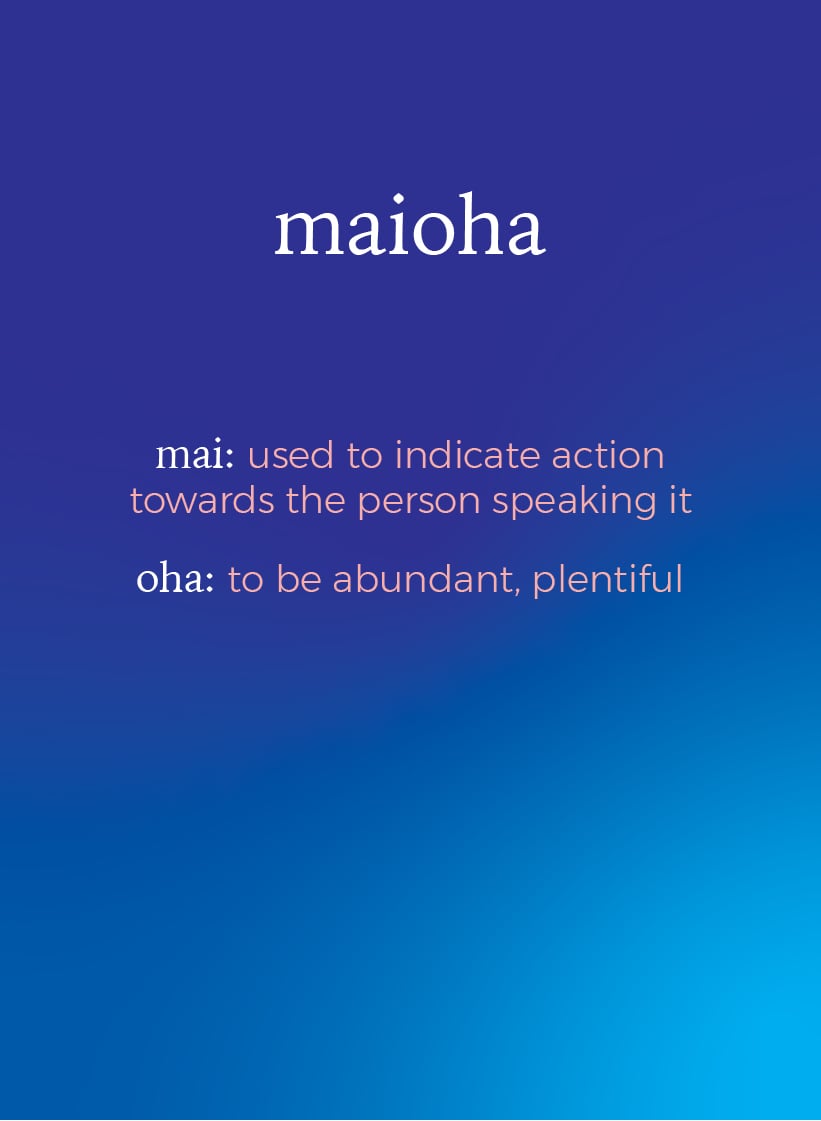 maioha
mai: used to indicate action
towards the person speaking it
oha: to be abundant, plentiful